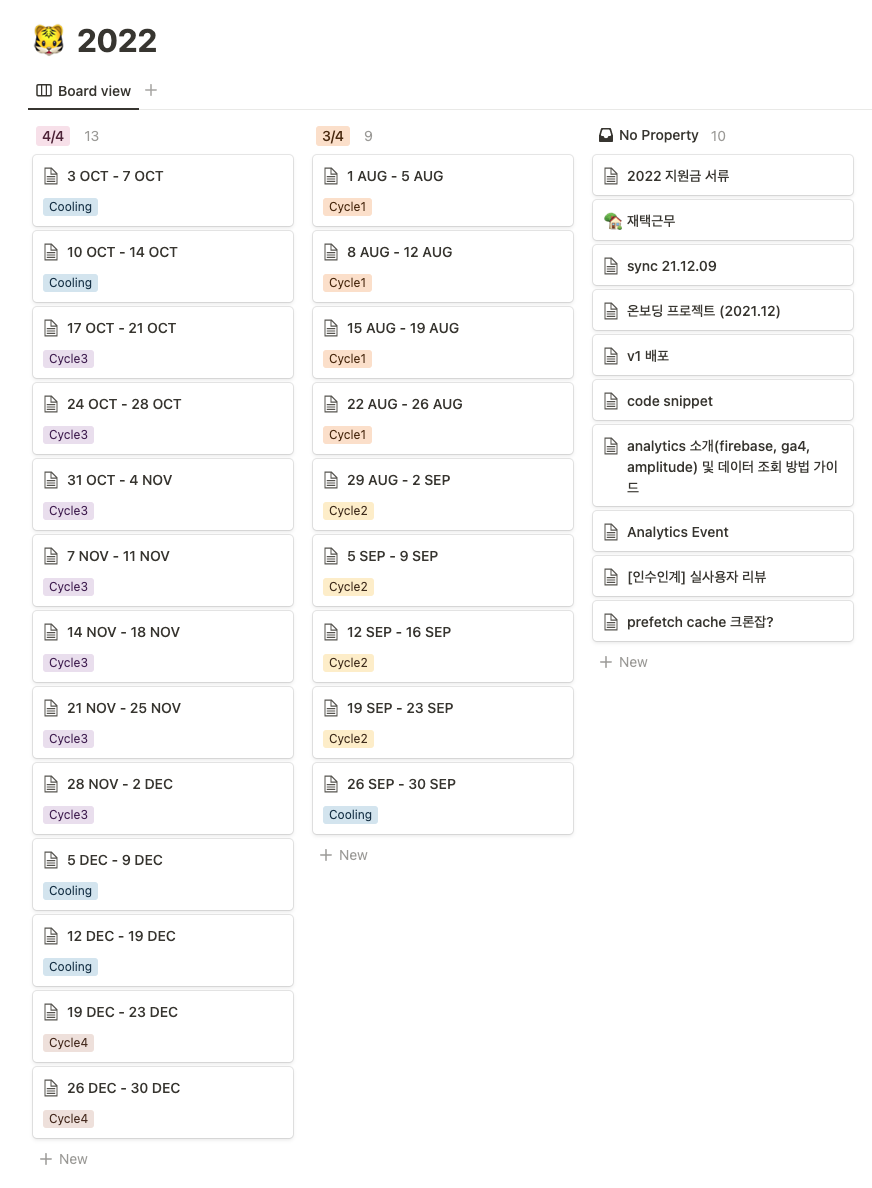 2022
Board view
4/4 13
3 OCT - 7 OCT
Cooling
10 OCT - 14 OCT
Cooling
17 OCT - 21 OCT
Cycle3
24 OCT - 28 OCT
Cycle3
31 OCT - 4 NOV
Cycle3
7 NOV - 11 NOV
Cycle3
14 NOV - 18 NOV
Cycle3
21 NOV - 25 NOV
Cycle3
28 NOV - 2 DEC
Cycle3
5 DEC - 9 DEC
Cooling
12 DEC - 19 DEC
Cooling
19 DEC - 23 DEC
Cycle4
26 DEC - 30 DEC
Cycle4
New
3/4 9
1 AUG - 5 AUG
Cycle1
8 AUG - 12 AUG
Cycle1
15 AUG - 19 AUG
Cycle1
22 AUG - 26 AUG
Cycle1
29 AUG - 2 SEP
Cycle2
5 SEP - 9 SEP
Cycle2
12 SEP - 16 SEP
Cycle2
19 SEP - 23 SEP
Cycle2
26 SEP - 30 SEP
Cooling
New
No Property 10
2022 지원금 서류
재택근무
sync 21.12.09
온보딩 프로젝트 (2021.12)
v1 배포
code snippet
analytics 소개(firebase, ga4,
amplitude) 및 데이터 조회 방법 가이
드
Analytics Event
[인수인계] 실사용자 리뷰
prefetch cache 크론잡?
New